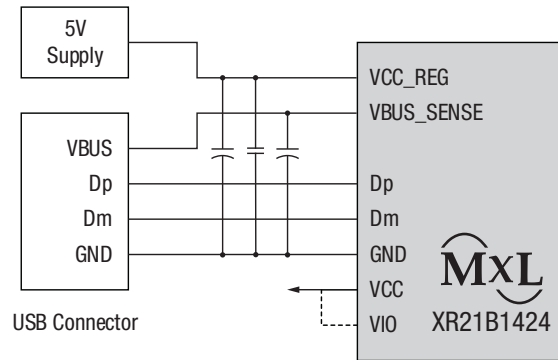 5V
Supply
VCC_REG
VBUS_SENSE
VBUS
Dp
Dp
Dm
Dm
GND
GND
MxL
VCC
USB Connector
VIO
XR21B1424